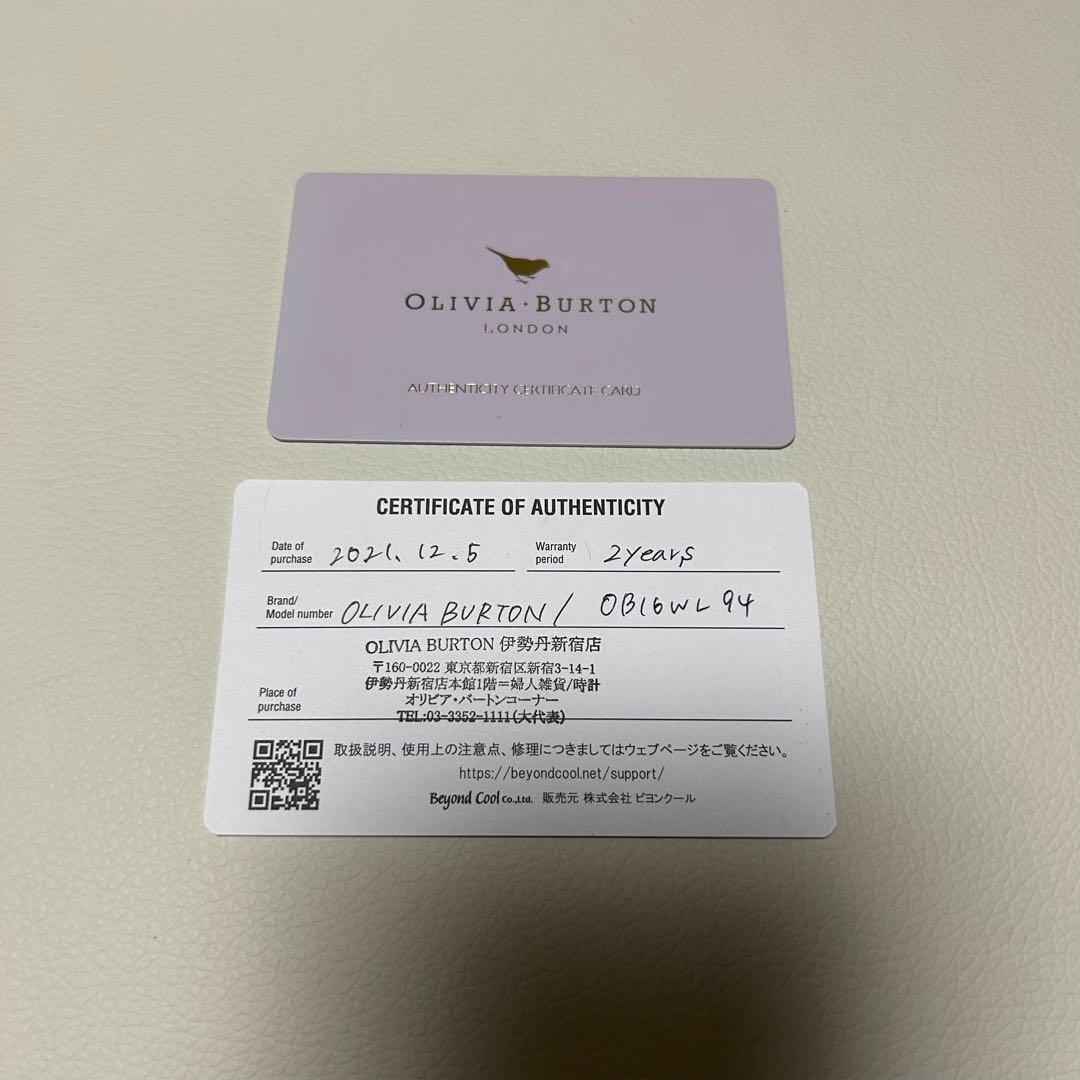 OLIVIA·BURTON
LONDON
AUTHENTICITY CERTIFICATE CARD
CERTIFICATE OF AUTHENTICITY
Date of purchase 2021.12.5 Warranty period 2years
Brand/ Model number OLIVIA BURTON / OB16WL94
OLIVIA BURTON 伊勢丹新宿店
〒160-0022 東京都新宿区新宿3-14-1
伊勢丹新宿店本館1階=婦人雑貨/時計
オリビア・バートンコーナー
Place of purchase TEL:03-3352-1111(大代表)
取扱説明、使用上の注意点、修理につきましてはウェブページをご覧ください。
https://beyondcool.net/support/
Beyond Cool Co.,Ltd. 販売元 株式会社 ビヨンクール